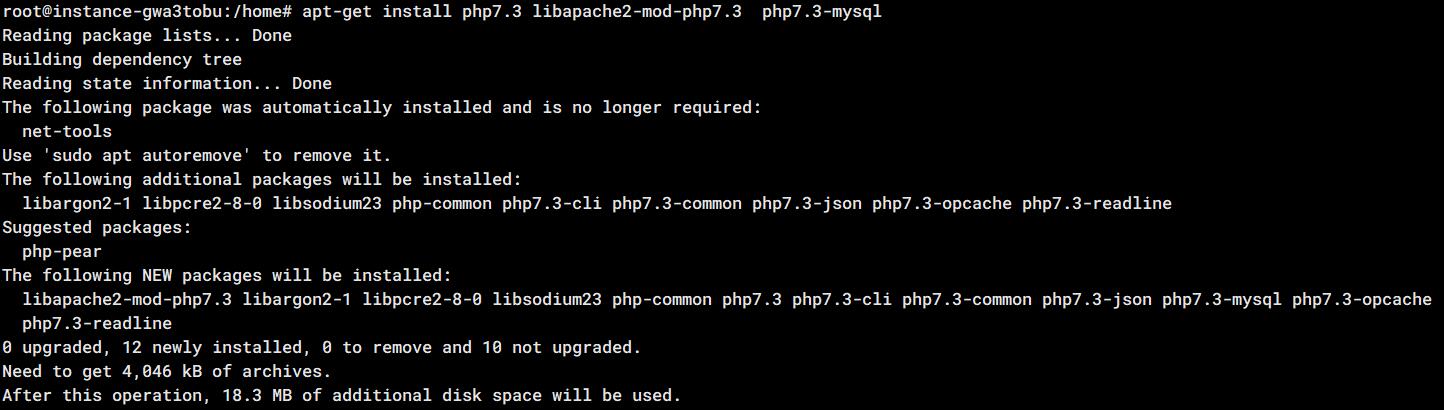 root@instance-gwa3tobu:/home# apt-get install php7.3 libapache2-mod-php7.3  php7.3-mysql
Reading package lists... Done
Building dependency tree
Reading state information... Done
The following package was automatically installed and is no longer required:
  net-tools
Use 'sudo apt autoremove' to remove it.
The following additional packages will be installed:
  libargon2-1 libpcre2-8-0 libsodium23 php-common php7.3-cli php7.3-common php7.3-json php7.3-opcache php7.3-readline
Suggested packages:
  php-pear
The following NEW packages will be installed:
  libapache2-mod-php7.3 libargon2-1 libpcre2-8-0 libsodium23 php-common php7.3 php7.3-cli php7.3-common php7.3-json php7.3-mysql php7.3-opcache
  php7.3-readline
0 upgraded, 12 newly installed, 0 to remove and 10 not upgraded.
Need to get 4,046 kB of archives.
After this operation, 18.3 MB of additional disk space will be used.